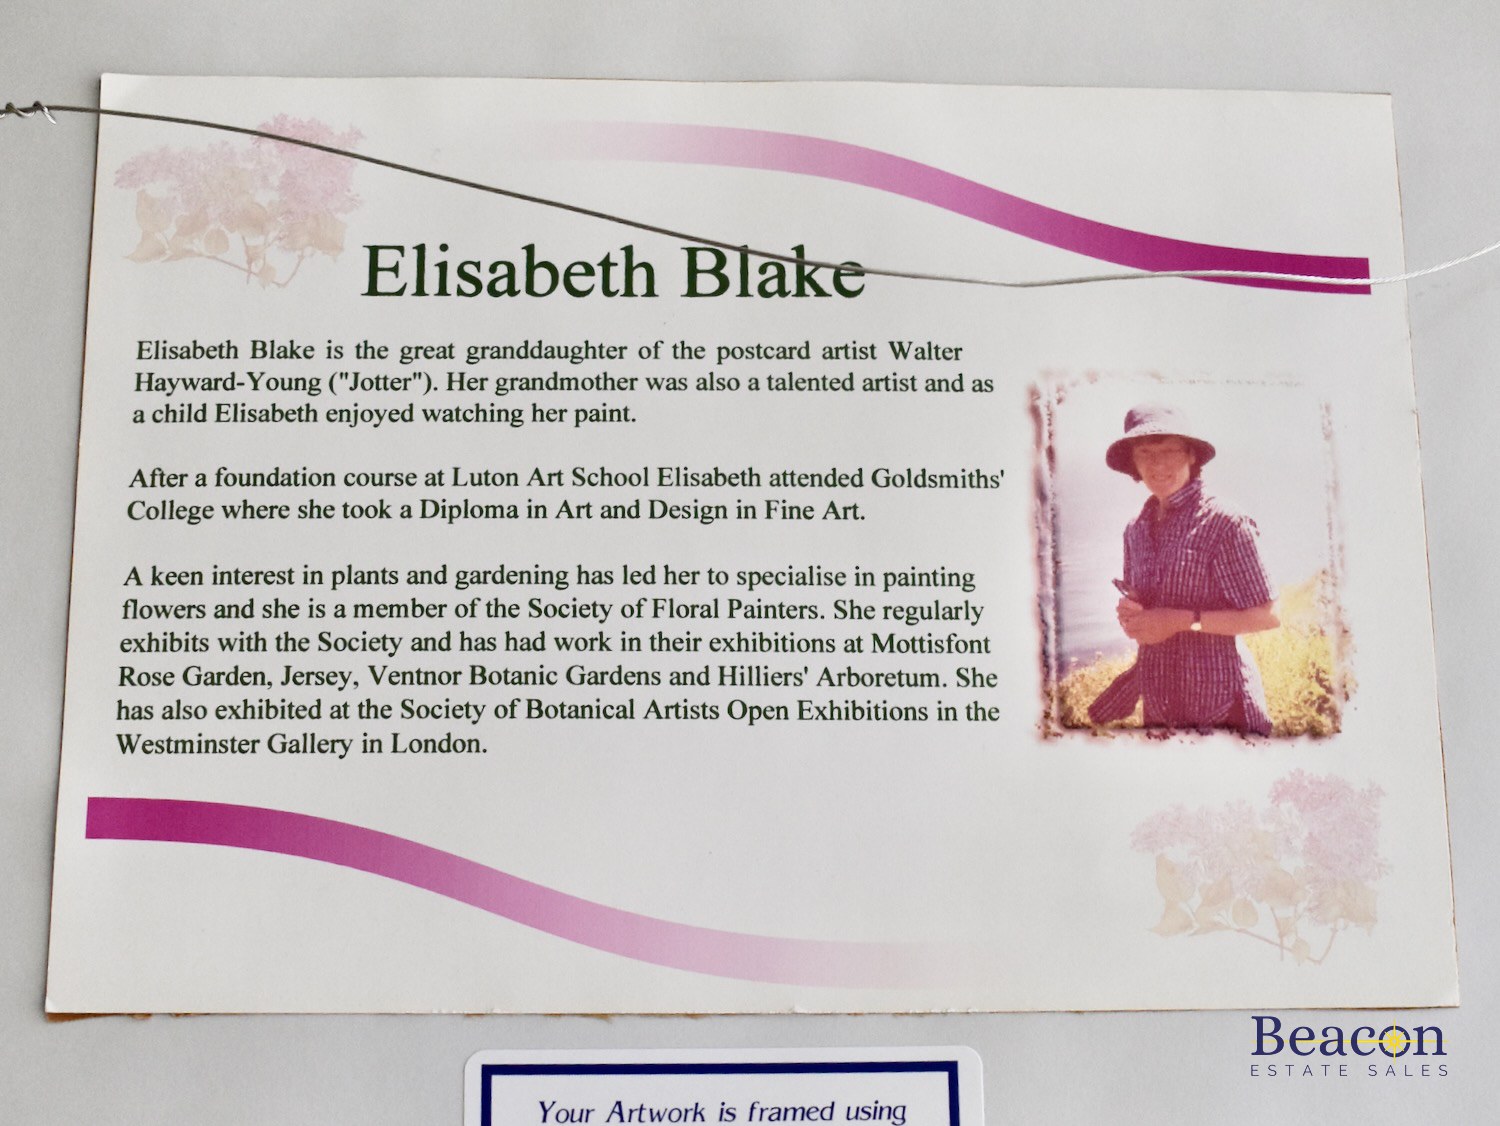 Elisabeth Blake
Elisabeth Blake is the great granddaughter of the postcard artist Walter
Hayward-Young ("Jotter"). Her grandmother was also a talented artist and as
a child Elisabeth enjoyed watching her paint.
After a foundation course at Luton Art School Elisabeth attended Goldsmiths'
College where she took a Diploma in Art and Design in Fine Art.
A keen interest in plants and gardening has led her to specialise in painting
flowers and she is a member of the Society of Floral Painters. She regularly
exhibits with the Society and has had work in their exhibitions at Mottisfont
Rose Garden, Jersey, Ventnor Botanic Gardens and Hilliers' Arboretum. She
has also exhibited at the Society of Botanical Artists Open Exhibitions in the
Westminster Gallery in London.
Beacon
ESTATE SALES
Your Artwork is framed using